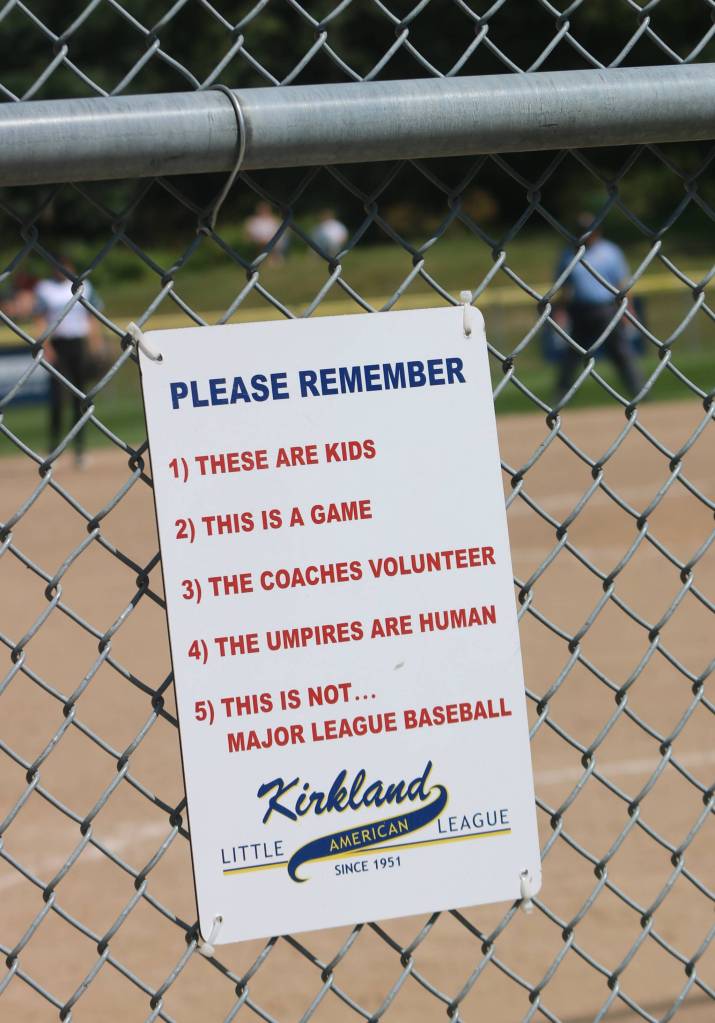 PLEASE REMEMBER
1) THESE ARE KIDS
2) THIS IS A GAME
3) THE COACHES VOLUNTEER
4) THE UMPIRES ARE HUMAN
5) THIS IS NOT...
MAJOR LEAGUE BASEBALL
Kirkland
LITTLE AMERICAN LEAGUE
SINCE 1951